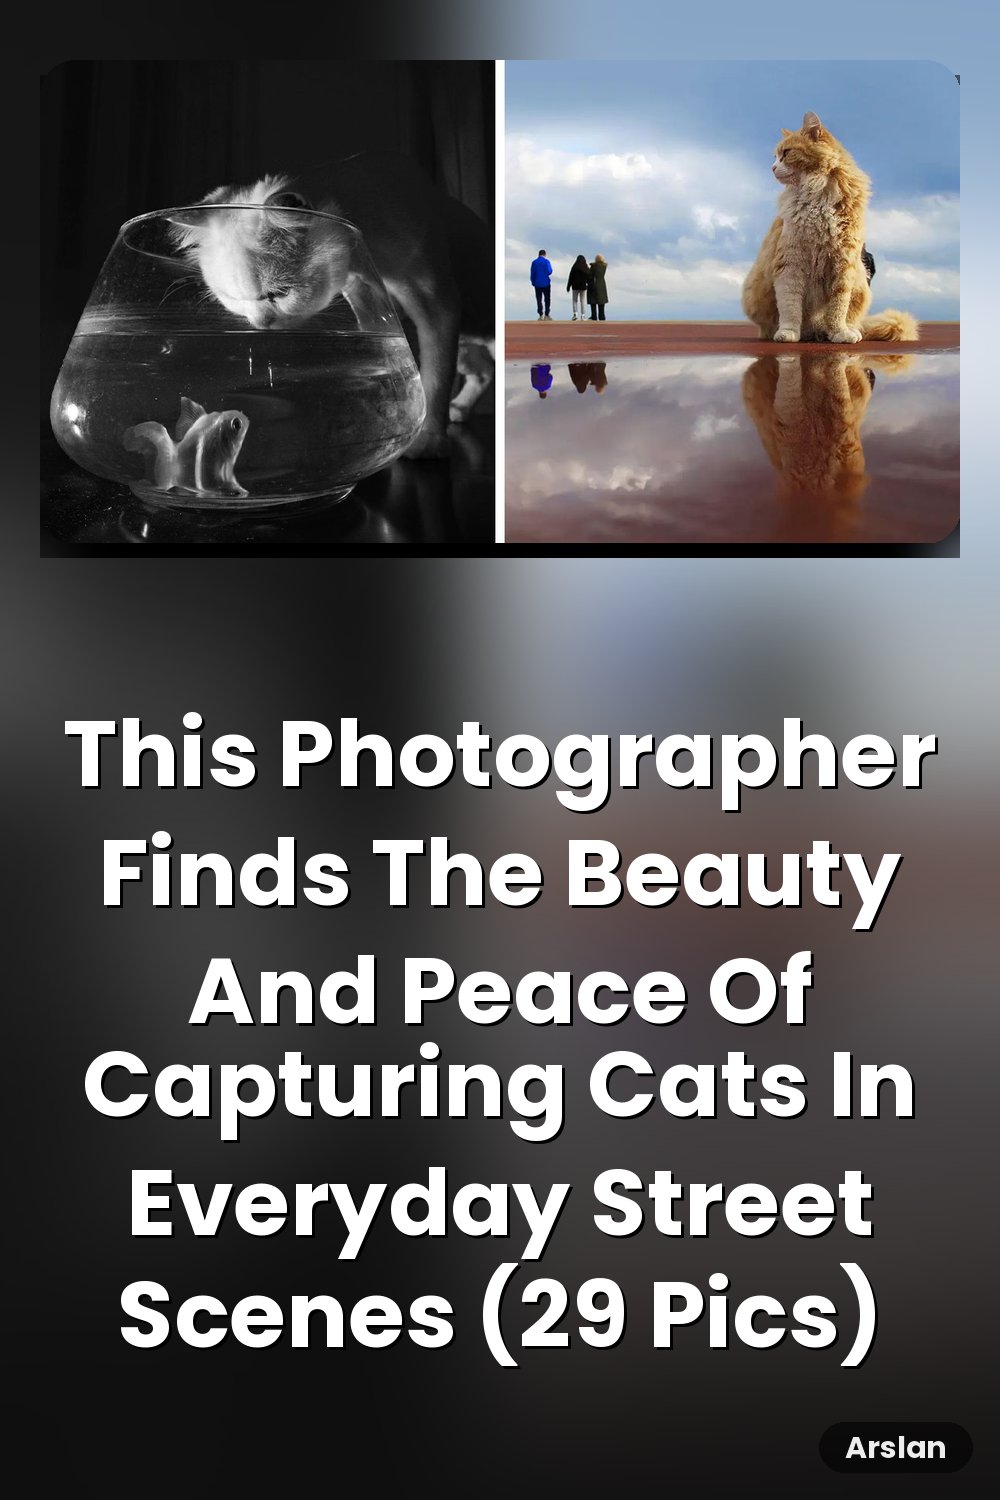 This Photographer
Finds The Beauty
And Peace Of
Capturing Cats In
Everyday Street
Scenes (29 Pics)
Arslan